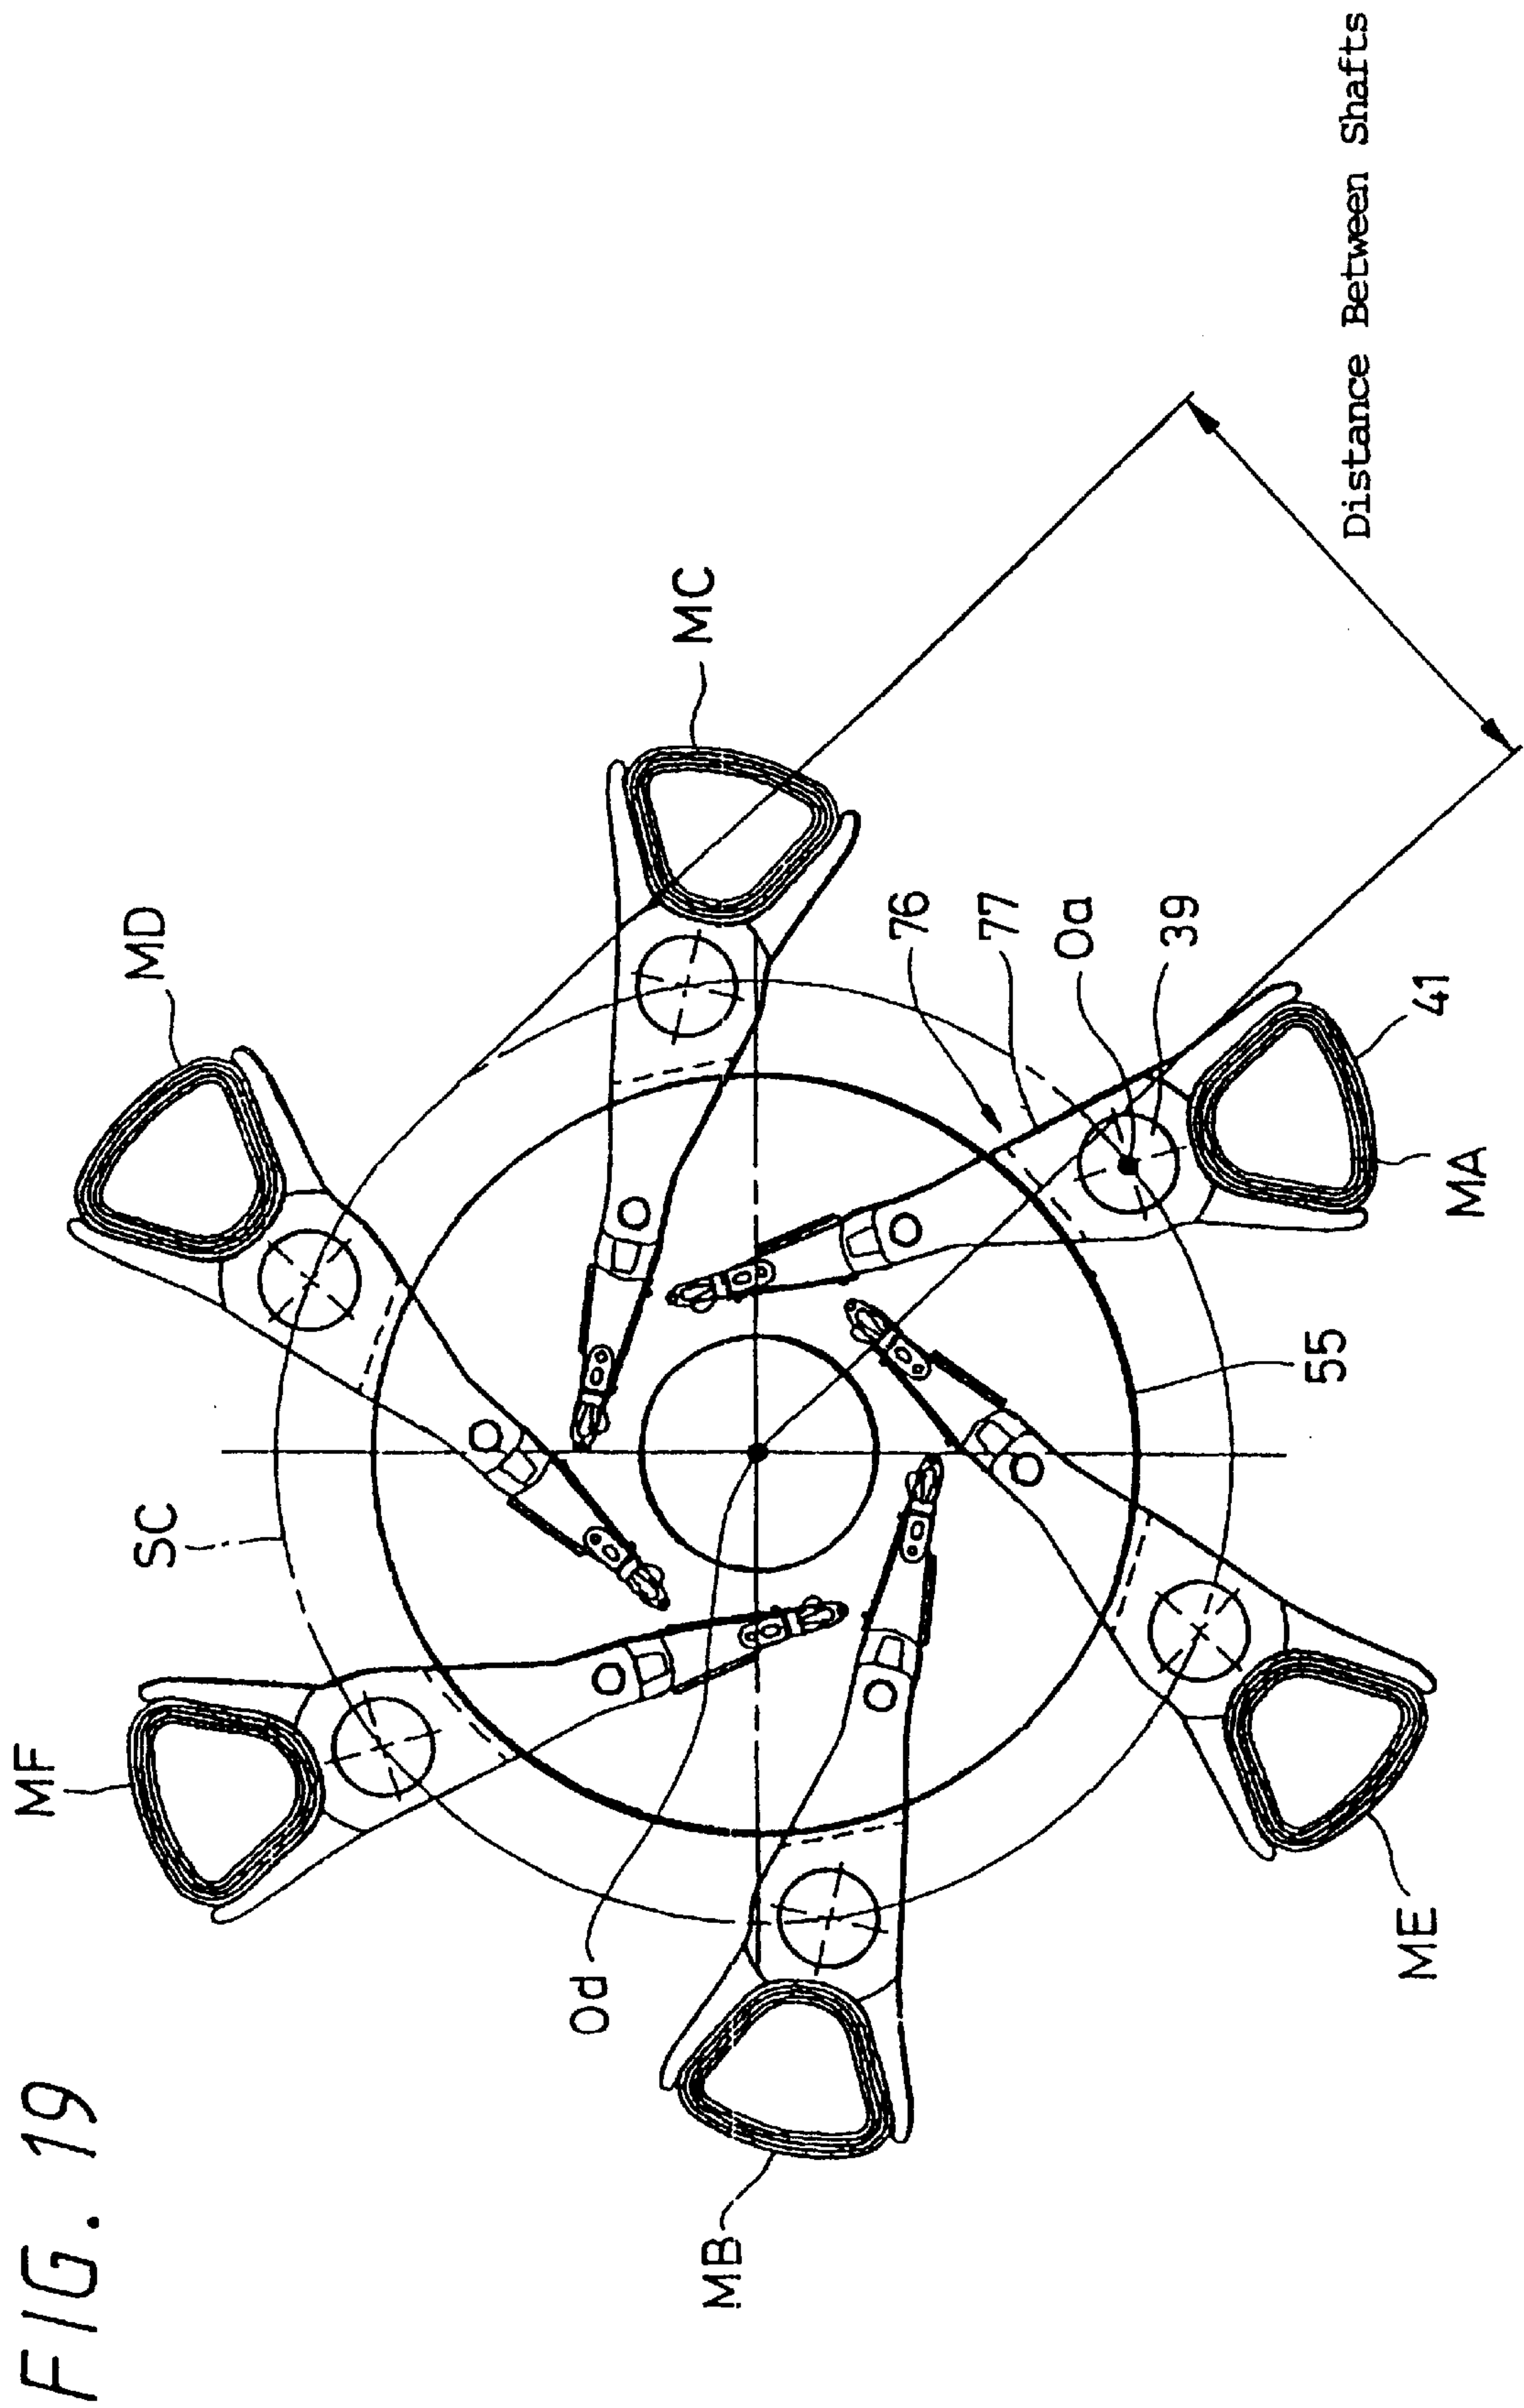 FIG. 19
MF
MD
SC
MC
MB
Od
76
77
Oa
39
41
MA
55
ME
Distance Between Shafts